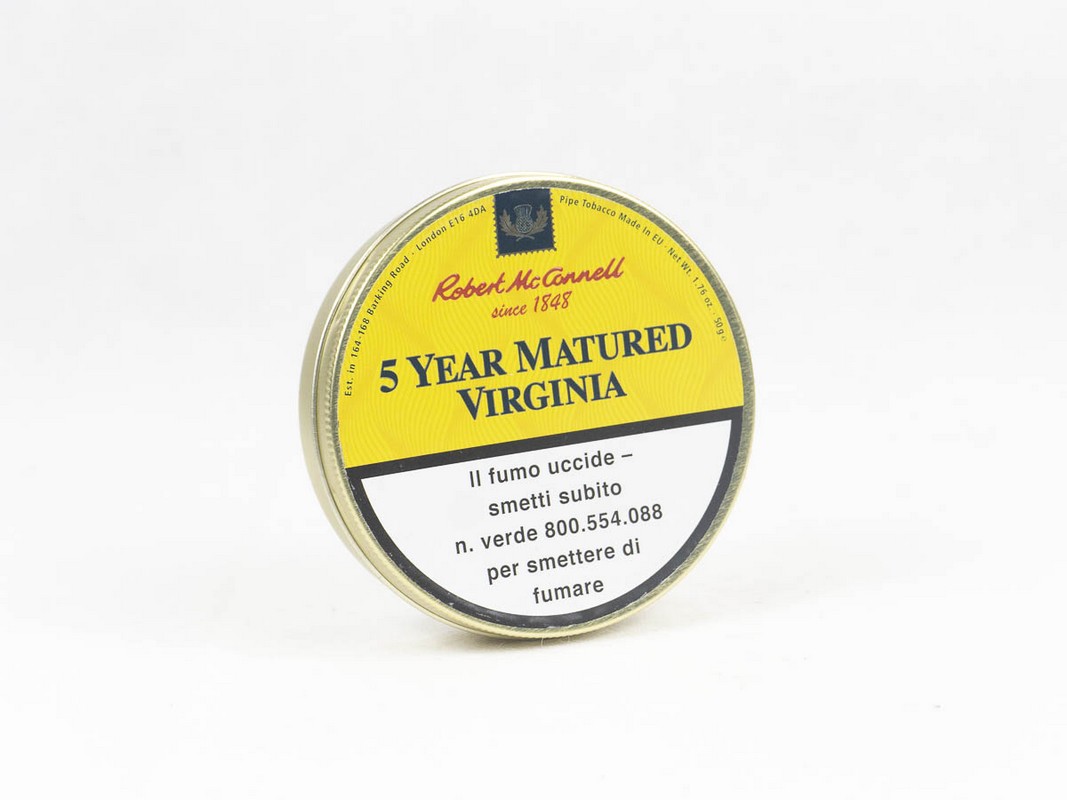 Est. in 164-168 Barking Road - London E16 4DA
Pipe Tobacco Made In EU - Net Wt. 1.76 oz - 50g℮
Robert McConnell
since 1848
5 YEAR MATURED
VIRGINIA
Il fumo uccide –
smetti subito
n. verde 800.554.088
per smettere di
fumare